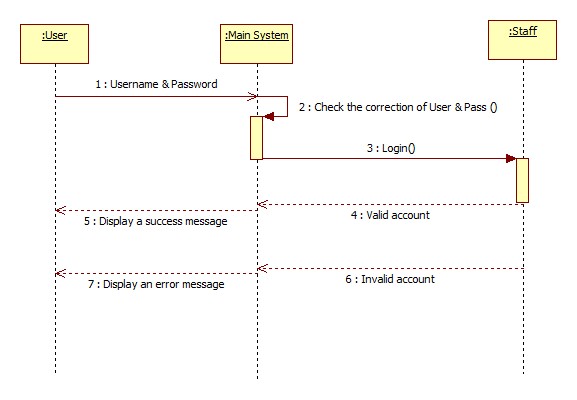 :User
:Main System
:Staff
1 : Username & Password
2 : Check the correction of User & Pass ()
3 : Login()
4 : Valid account
5 : Display a success message
6 : Invalid account
7 : Display an error message